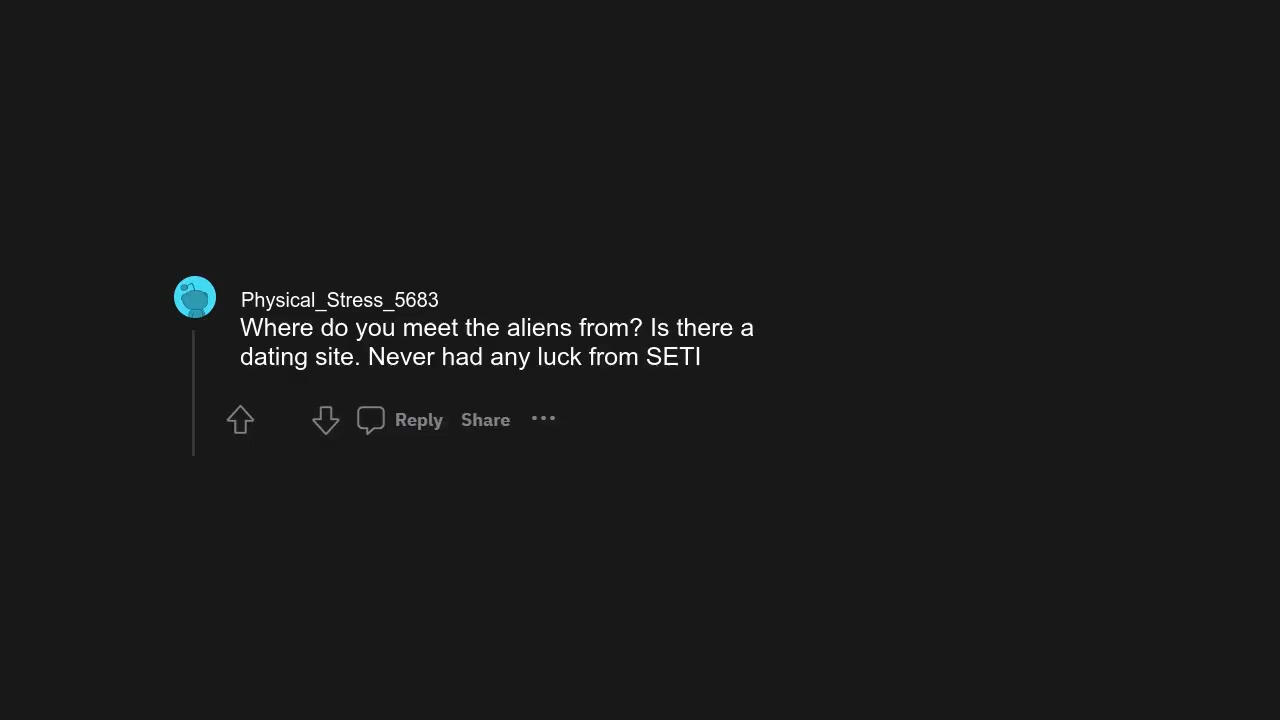 Physical_Stress_5683
Where do you meet the aliens from? Is there a
dating site. Never had any luck from SETI
Reply Share ...